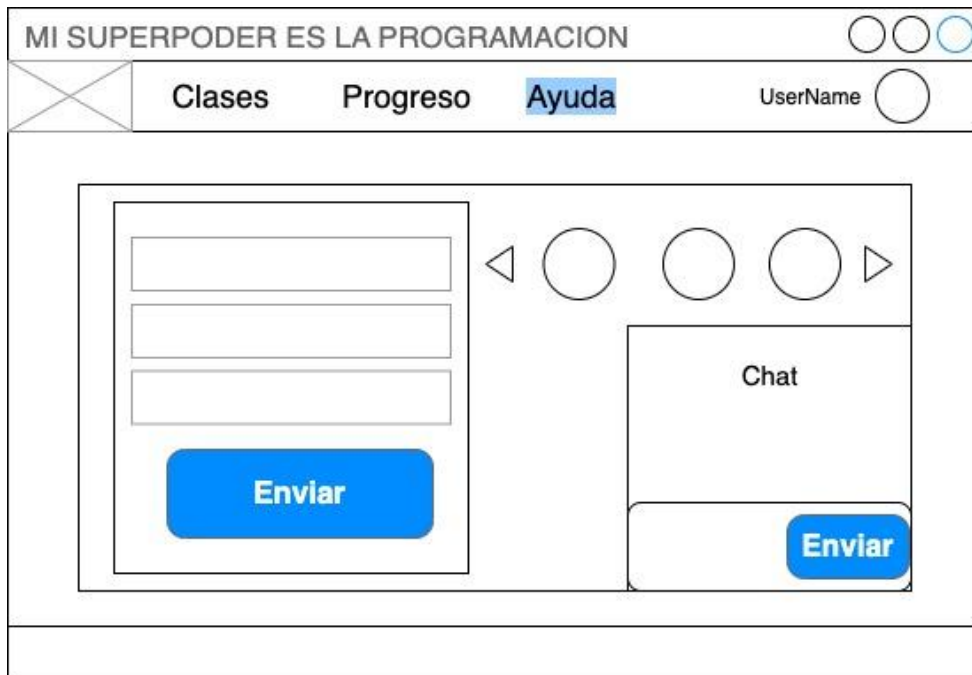 MI SUPERPODER ES LA PROGRAMACION
Clases Progreso Ayuda UserName
Chat
Enviar
Enviar